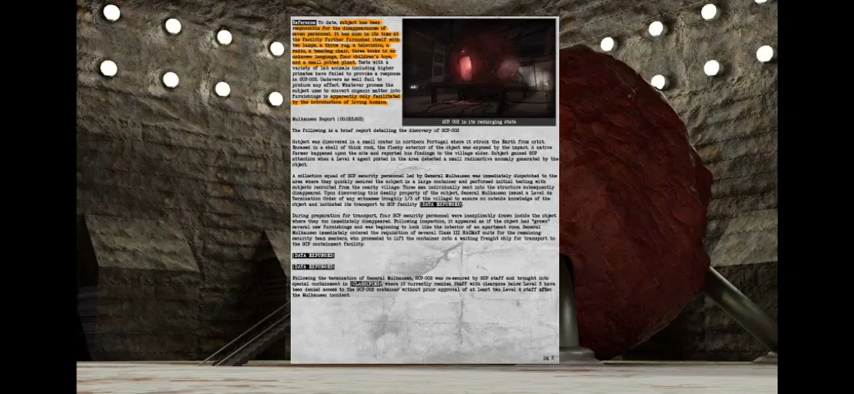 Reference: To date, subject has been
responsible for the disappearances of
seven personnel. It has also in its time at
the facility further furnished itself with
two lamps, a throw rug, a television, a
radio, a beanbag chair, three books in an
unknown language, four children's toys,
and a small potted plant. Tests with a
variety of lab animals including higher
primates have failed to provoke a response
in SCP-002. Cadavers as well fail to
produce any effect. Whatever process the
subject uses to convert organic matter into
furnishings is apparently only facilitated
by the introduction of living humans.
SCP 002 in its recharging state
Mulhausen Report [00.022.669]
The following is a brief report detailing the discovery of SCP-002
Subject was discovered in a small crater in northern Portugal where it struck the Earth from orbit
Encased in a shell of thick rock, the fleshy exterior of the object was exposed by the impact. A native
farmer happened upon the site and reported his findings to the village elder. Subject gained SCP
attention when a Level 4 agent posted in the area detected a small radioactive anomaly generated by the
object.
A collection squad of SCP security personnel led by General Mulhausen was immediately dispatched to the
area where they quickly secured the subject in a large container and performed initial testing with
subjects recruited from the nearby village. Three men individually sent into the structure subsequently
disappeared. Upon discovering this deadly property of the subject, General Mulhausen issued a Level 4a
Termination Order of any witnesses (roughly 1/3 of the village) to ensure no outside knowledge of the
object and initiated its transport to SCP facility [DATA EXPUNGED]
During preparation for transport, four SCP security personnel were inexplicably drawn inside the object
where they too immediately disappeared. Following inspection, it appeared as if the object had "grown"
several new furnishings and was beginning to look like the interior of an apartment room. General
Mulhausen immediately ordered the requisition of several Class III HAZMAT suits for the remaining
security team members, who proceeded to lift the container into a waiting freight ship for transport to
the SCP containment facility
[DATA EXPUNGED]
[DATA EXPUNGED]
Following the termination of General Mulhausen, SCP-002 was re-secured by SCP staff and brought into
special containment in [CLASSIFIED], where it currently remains. Staff with clearance below Level 3 have
been denied access to the SCP-002 container without prior approval of at least two Level 4 staff after
the Mulhausen incident.